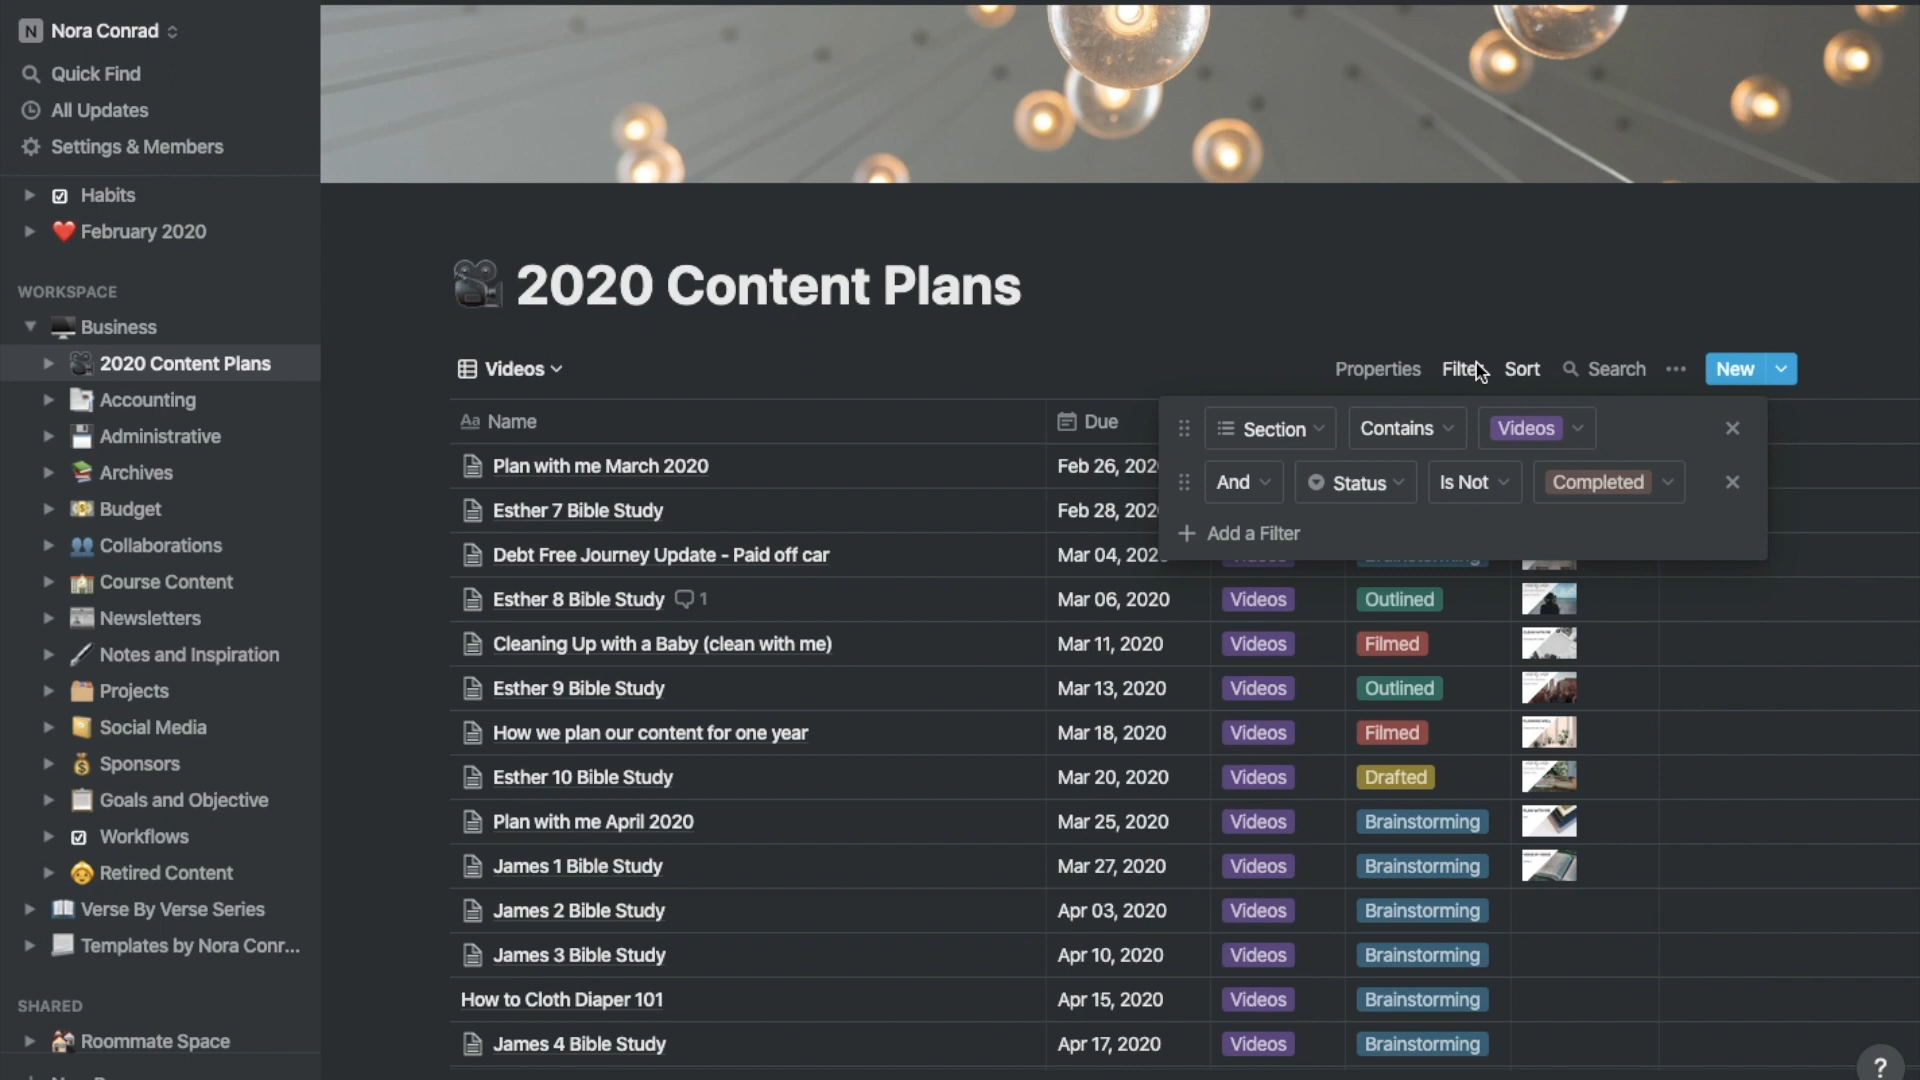 N Nora Conrad
Quick Find
All Updates
Settings & Members
Habits
February 2020
WORKSPACE
Business
2020 Content Plans
Accounting
Administrative
Archives
Budget
Collaborations
Course Content
Newsletters
Notes and Inspiration
Projects
Social Media
Sponsors
Goals and Objective
Workflows
Retired Content
Verse By Verse Series
Templates by Nora Conr...
SHARED
Roommate Space
2020 Content Plans
Videos Properties Filter Sort Search ... New
Aa Name Due
Section Contains Videos
And Status Is Not Completed
+ Add a Filter
Plan with me March 2020 Feb 26, 202
Esther 7 Bible Study Feb 28, 202
Debt Free Journey Update - Paid off car Mar 04, 202
Esther 8 Bible Study 1 Mar 06, 2020 Videos Outlined
Cleaning Up with a Baby (clean with me) Mar 11, 2020 Videos Filmed
Esther 9 Bible Study Mar 13, 2020 Videos Outlined
How we plan our content for one year Mar 18, 2020 Videos Filmed
Esther 10 Bible Study Mar 20, 2020 Videos Drafted
Plan with me April 2020 Mar 25, 2020 Videos Brainstorming
James 1 Bible Study Mar 27, 2020 Videos Brainstorming
James 2 Bible Study Apr 03, 2020 Videos Brainstorming
James 3 Bible Study Apr 10, 2020 Videos Brainstorming
How to Cloth Diaper 101 Apr 15, 2020 Videos Brainstorming
James 4 Bible Study Apr 17, 2020 Videos Brainstorming
?